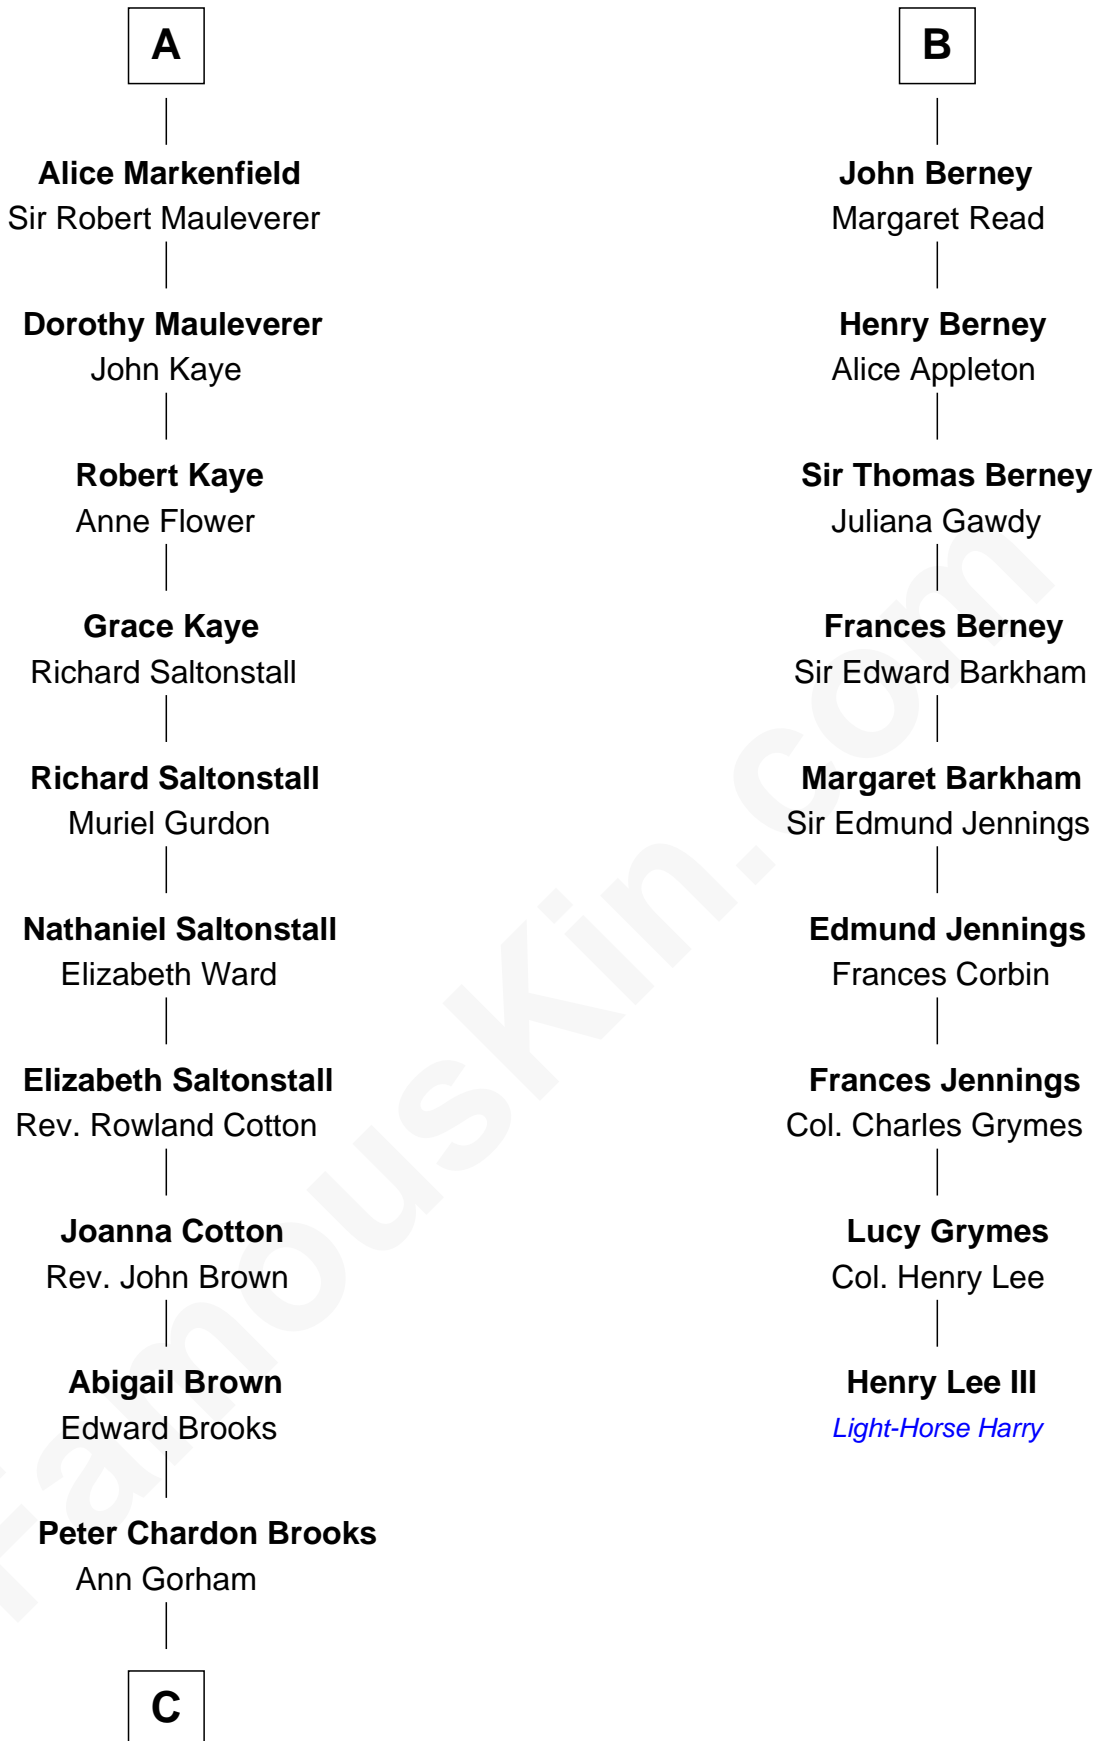 A
Alice Markenfield
Sir Robert Mauleverer
Dorothy Mauleverer
John Kaye
Robert Kaye
Anne Flower
Grace Kaye
Richard Saltonstall
Richard Saltonstall
Muriel Gurdon
Nathaniel Saltonstall
Elizabeth Ward
Elizabeth Saltonstall
Rev. Rowland Cotton
Joanna Cotton
Rev. John Brown
Abigail Brown
Edward Brooks
Peter Chardon Brooks
Ann Gorham
C
B
John Berney
Margaret Read
Henry Berney
Alice Appleton
Sir Thomas Berney
Juliana Gawdy
Frances Berney
Sir Edward Barkham
Margaret Barkham
Sir Edmund Jennings
Edmund Jennings
Frances Corbin
Frances Jennings
Col. Charles Grymes
Lucy Grymes
Col. Henry Lee
Henry Lee III
Light-Horse Harry
FamousKin.com